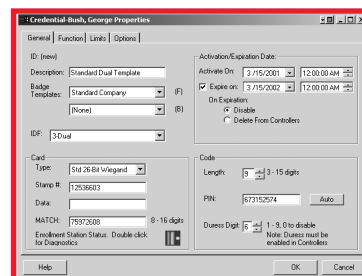 Credential-Bush, George Properties
General Function Limits Options
ID: (new)
Description: Standard Dual Template
Badge Templates: Standard Company (F)
(None) (B)
IDF: 3-Dual
Activation/Expiration Date:
Activate On: 3 /15/2001 12:00:00 AM
Expire on: 3 /15/2002 12:00:00 AM
On Expiration:
Disable
Delete From Controllers
Card
Type: Std 26-Bit Wiegand
Stamp #: 12536603
Data:
MATCH: 75972608 8 - 16 digits
Enrollment Station Status. Double click
for Diagnostics
Code
Length: 9 3 - 15 digits
PIN: 673152574 Auto
Duress Digit: 6 1 - 9, 0 to disable
Note: Duress must be
enabled in Controllers
Help OK Cancel